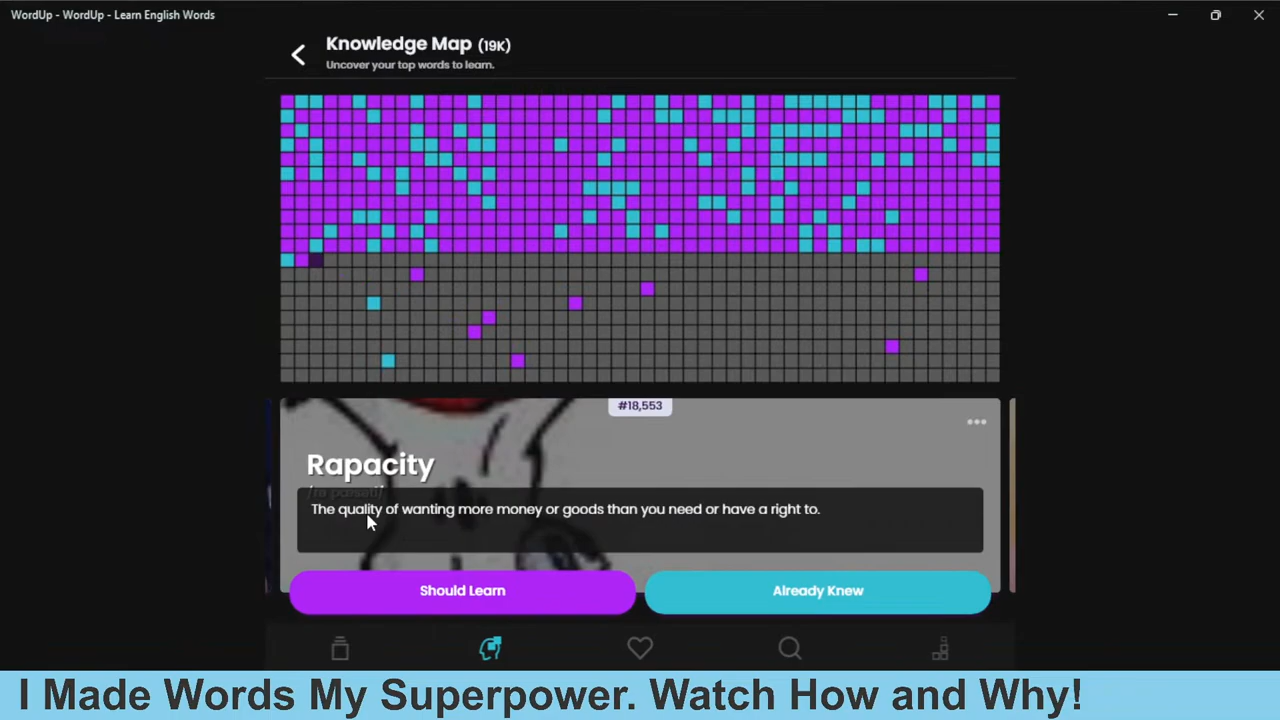 WordUp - WordUp - Learn English Words
Knowledge Map (19K)
Uncover your top words to learn.
#18,553
Rapacity
The quality of wanting more money or goods than you need or have a right to.
Should Learn
Already Knew
I Made Words My Superpower. Watch How and Why!